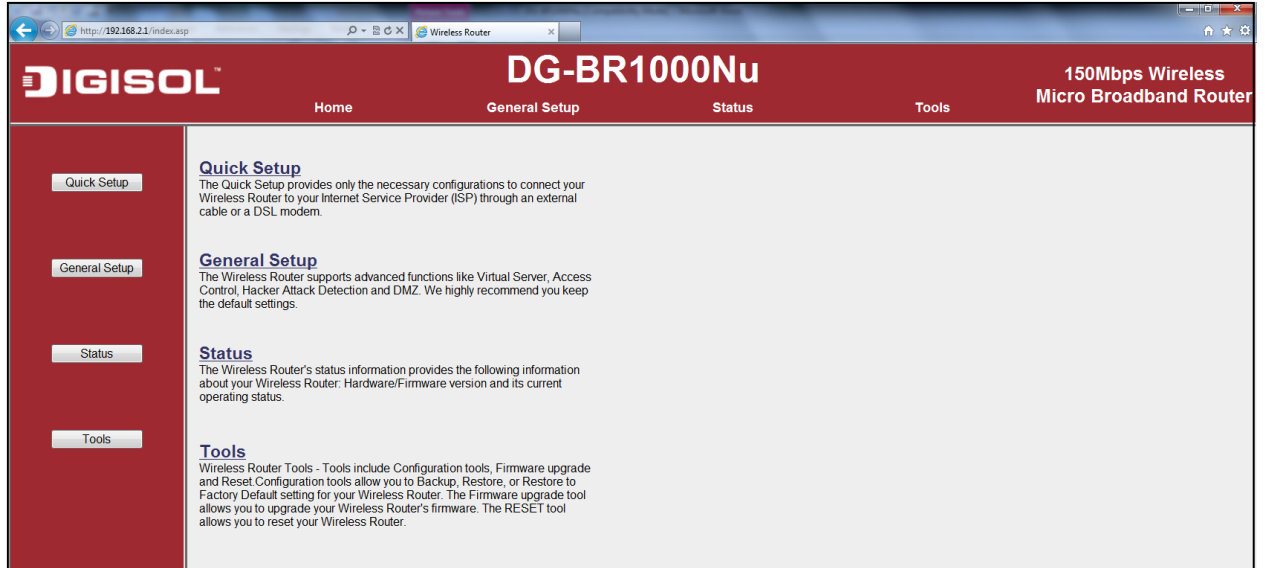 http://192.168.2.1/index.asp
Wireless Router
DIGISOL™
DG-BR1000Nu
150Mbps Wireless
Micro Broadband Router
Home General Setup Status Tools
Quick Setup
General Setup
Status
Tools
Quick Setup
The Quick Setup provides only the necessary configurations to connect your
Wireless Router to your Internet Service Provider (ISP) through an external
cable or a DSL modem.
General Setup
The Wireless Router supports advanced functions like Virtual Server, Access
Control, Hacker Attack Detection and DMZ. We highly recommend you keep
the default settings.
Status
The Wireless Router's status information provides the following information
about your Wireless Router: Hardware/Firmware version and its current
operating status.
Tools
Wireless Router Tools - Tools include Configuration tools, Firmware upgrade
and Reset.Configuration tools allow you to Backup, Restore, or Restore to
Factory Default setting for your Wireless Router. The Firmware upgrade tool
allows you to upgrade your Wireless Router's firmware. The RESET tool
allows you to reset your Wireless Router.